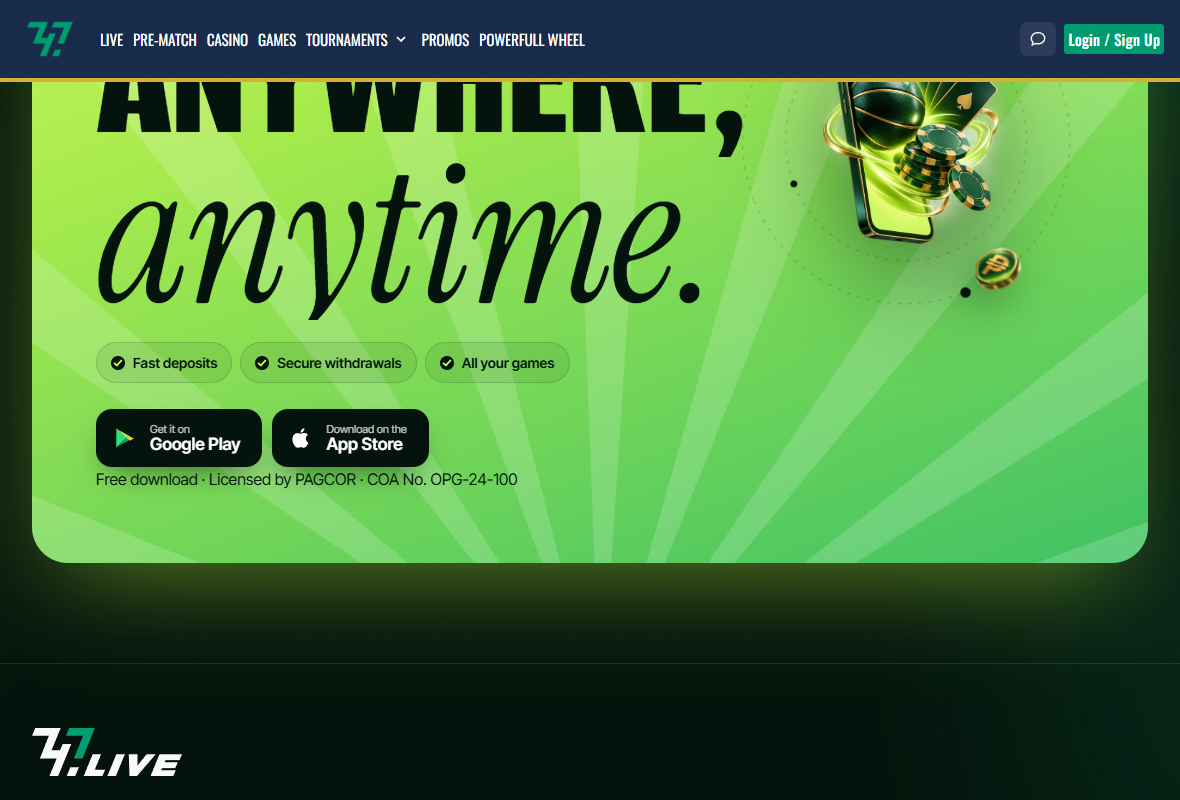 LIVE PRE-MATCH CASINO GAMES TOURNAMENTS PROMOS POWERFULL WHEEL Login / Sign Up
ANYWHERE,
anytime.
Fast deposits Secure withdrawals All your games
Get it on
Google Play
Download on the
App Store
Free download · Licensed by PAGCOR · COA No. OPG-24-100
747.LIVE